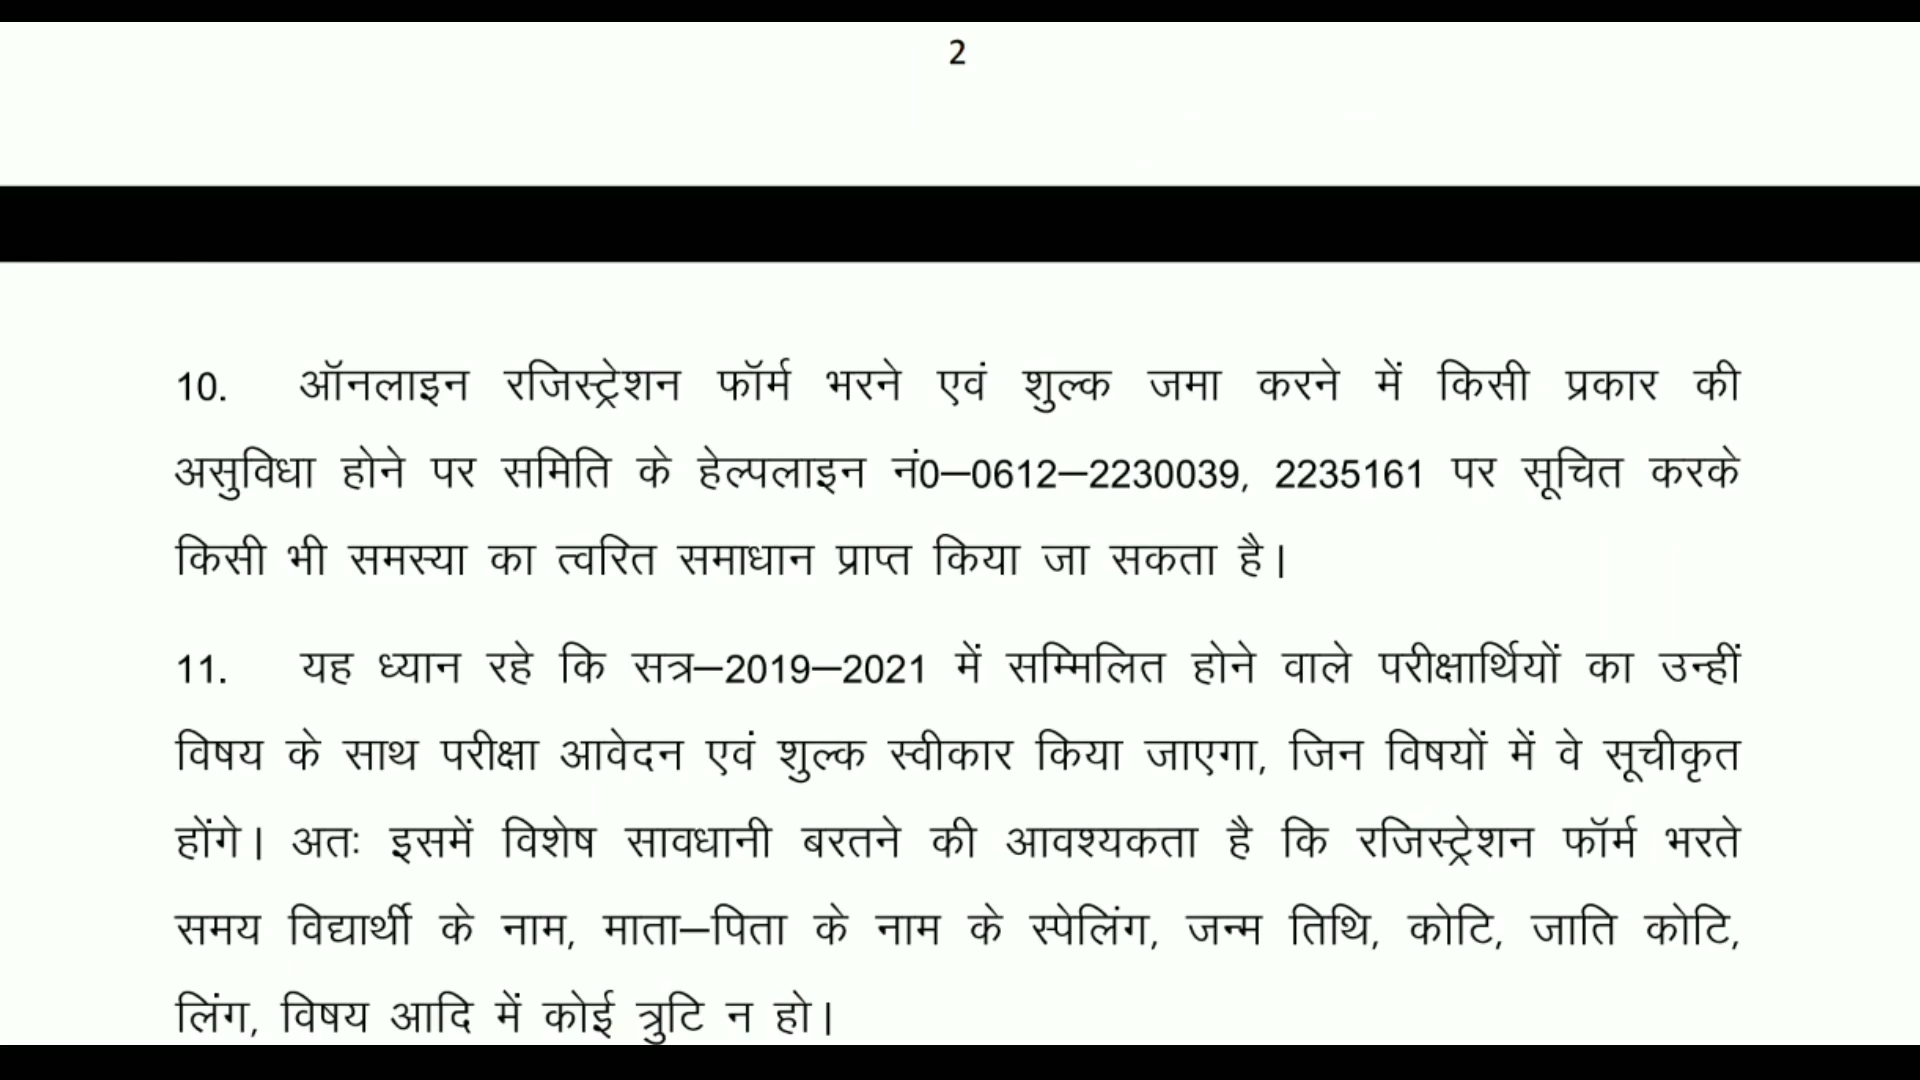 2
10. ऑनलाइन रजिस्ट्रेशन फॉर्म भरने एवं शुल्क जमा करने में किसी प्रकार की
असुविधा होने पर समिति के हेल्पलाइन नं0–0612–2230039, 2235161 पर सूचित करके
किसी भी समस्या का त्वरित समाधान प्राप्त किया जा सकता है।
11. यह ध्यान रहे कि सत्र–2019–2021 में सम्मिलित होने वाले परीक्षार्थियों का उन्हीं
विषय के साथ परीक्षा आवेदन एवं शुल्क स्वीकार किया जाएगा, जिन विषयों में वे सूचीकृत
होंगे। अतः इसमें विशेष सावधानी बरतने की आवश्यकता है कि रजिस्ट्रेशन फॉर्म भरते
समय विद्यार्थी के नाम, माता–पिता के नाम के स्पेलिंग, जन्म तिथि, कोटि, जाति कोटि,
लिंग, विषय आदि में कोई त्रुटि न हो।